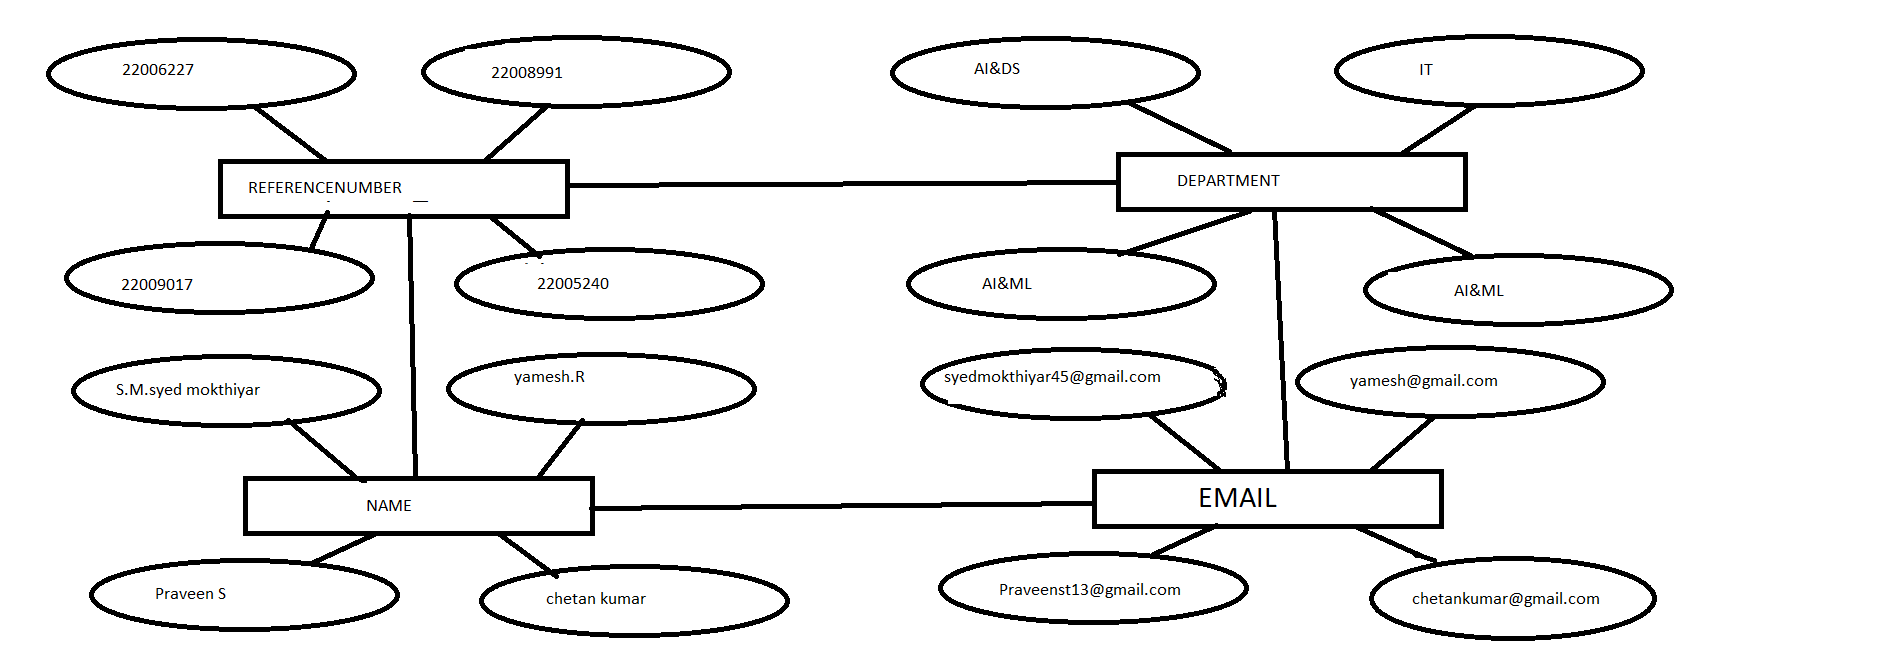 22006227
22008991
AI&DS
IT
REFERENCENUMBER
DEPARTMENT
22009017
22005240
AI&ML
AI&ML
S.M.syed mokthiyar
yamesh.R
syedmokthiyar45@gmail.com
yamesh@gmail.com
NAME
EMAIL
Praveen S
chetan kumar
Praveenst13@gmail.com
chetankumar@gmail.com